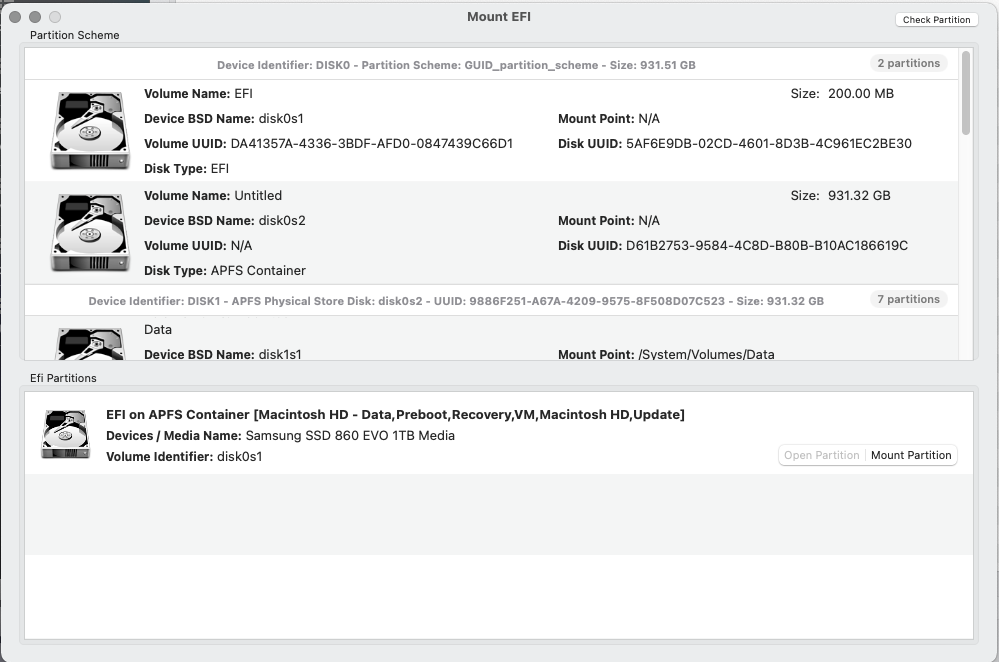 Mount EFI
Check Partition
Partition Scheme
Device Identifier: DISK0 - Partition Scheme: GUID_partition_scheme - Size: 931.51 GB
2 partitions
Volume Name: EFI
Size: 200.00 MB
Device BSD Name: disk0s1
Mount Point: N/A
Volume UUID: DA41357A-4336-3BDF-AFD0-0847439C66D1
Disk UUID: 5AF6E9DB-02CD-4601-8D3B-4C961EC2BE30
Disk Type: EFI
Volume Name: Untitled
Size: 931.32 GB
Device BSD Name: disk0s2
Mount Point: N/A
Volume UUID: N/A
Disk UUID: D61B2753-9584-4C8D-B80B-B10AC186619C
Disk Type: APFS Container
Device Identifier: DISK1 - APFS Physical Store Disk: disk0s2 - UUID: 9886F251-A67A-4209-9575-8F508D07C523 - Size: 931.32 GB
7 partitions
Data
Device BSD Name: disk1s1
Mount Point: /System/Volumes/Data
Efi Partitions
EFI on APFS Container [Macintosh HD - Data,Preboot,Recovery,VM,Macintosh HD,Update]
Devices / Media Name: Samsung SSD 860 EVO 1TB Media
Volume Identifier: disk0s1
Open Partition
Mount Partition